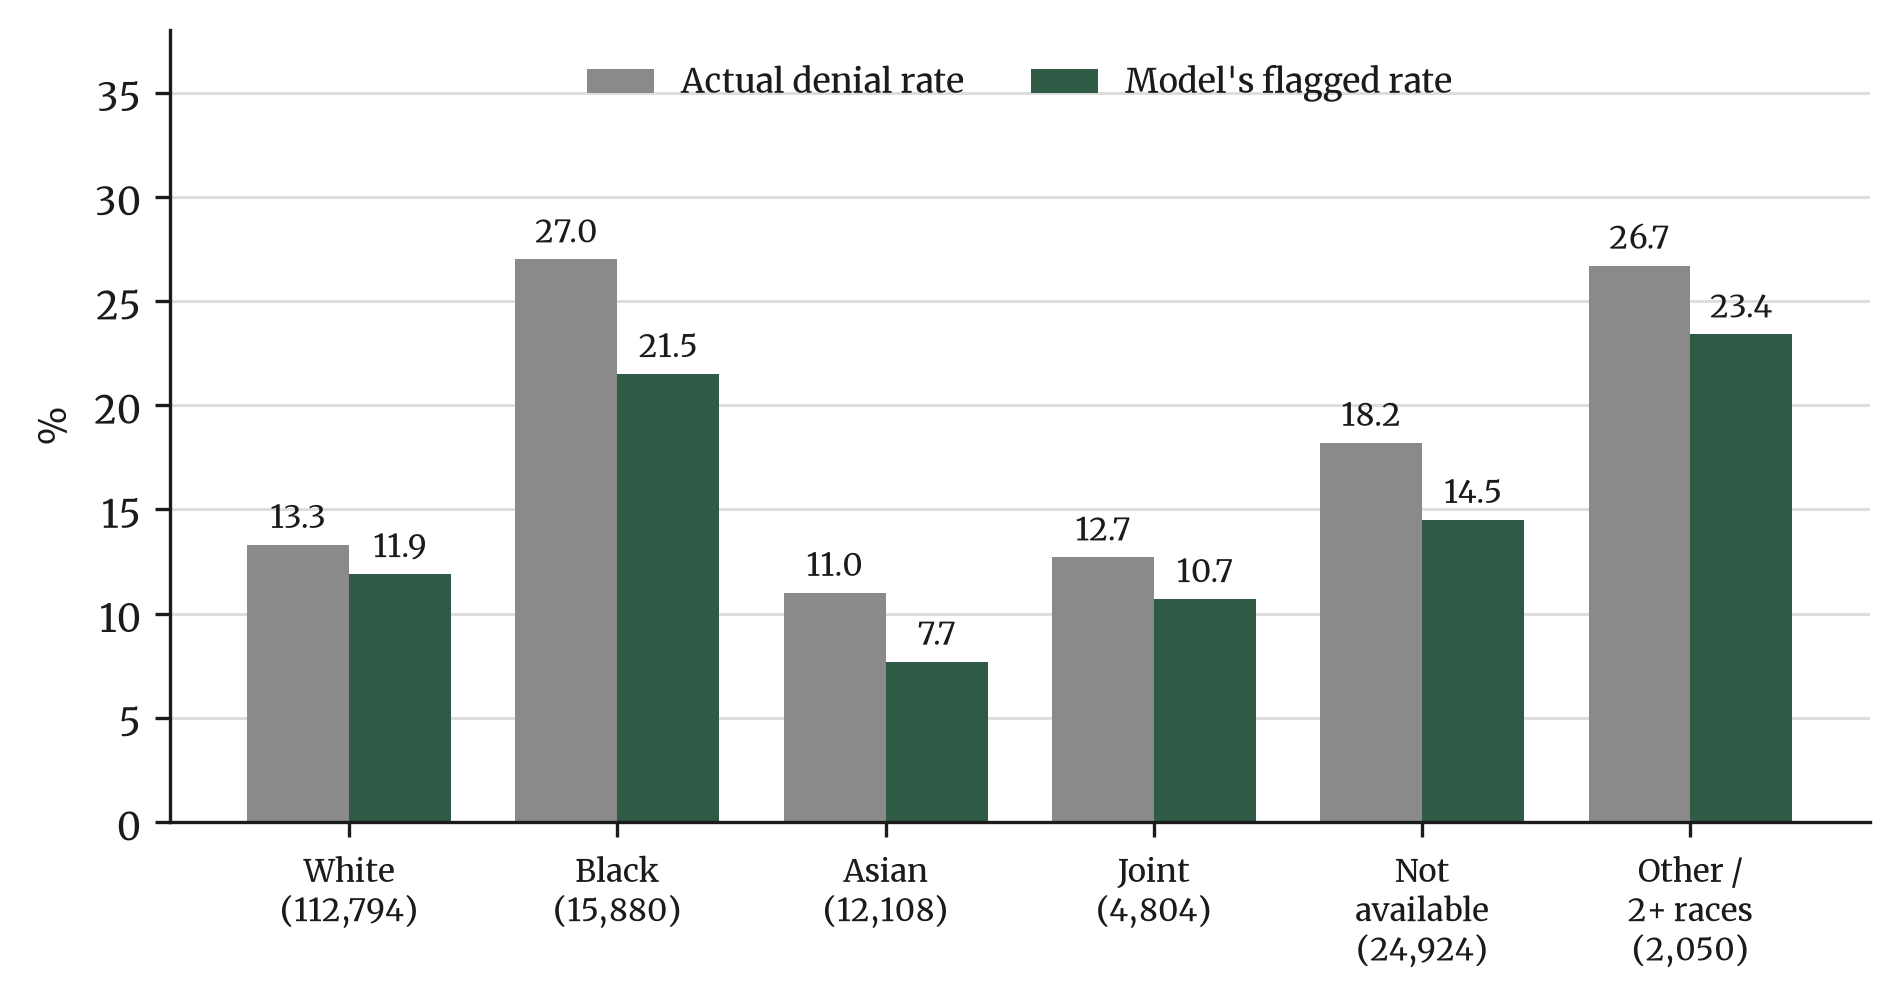 Actual denial rate
Model's flagged rate
%
35
30
25
20
15
10
5
0
13.3
11.9
27.0
21.5
11.0
7.7
12.7
10.7
18.2
14.5
26.7
23.4
White
(112,794)
Black
(15,880)
Asian
(12,108)
Joint
(4,804)
Not
available
(24,924)
Other /
2+ races
(2,050)